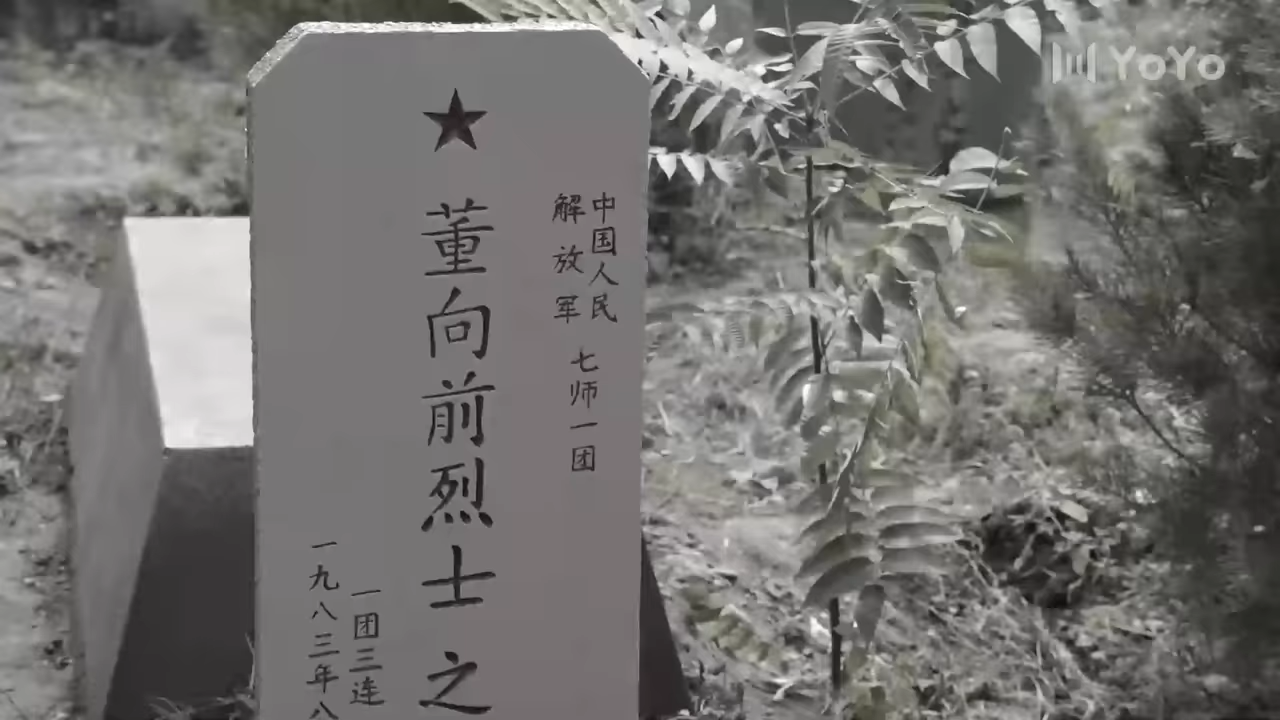 YoYo
中国人民
解放军
七师一团
董向前烈士之
一团三连
一九八三年八